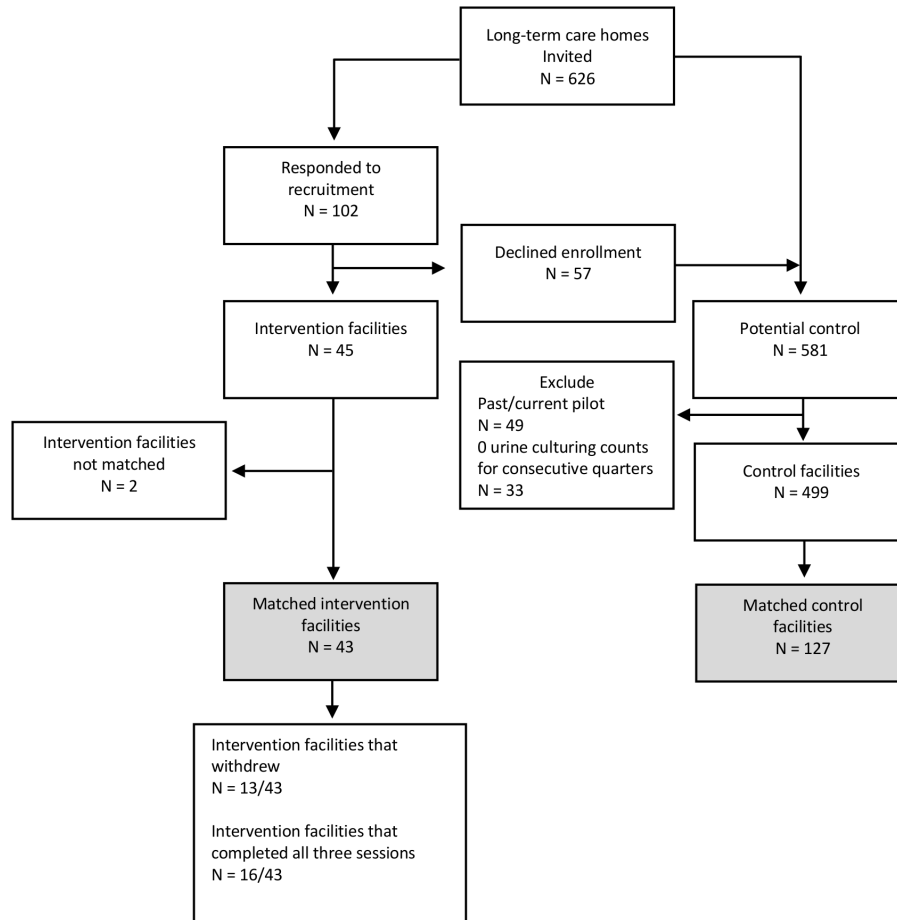 Long-term care homes
Invited
N = 626
Responded to
recruitment
N = 102
Declined enrollment
N = 57
Intervention facilities
N = 45
Potential control
N = 581
Exclude
Past/current pilot
N = 49
0 urine culturing counts
for consecutive quarters
N = 33
Intervention facilities
not matched
N = 2
Control facilities
N = 499
Matched intervention
facilities
N = 43
Matched control
facilities
N = 127
Intervention facilities that
withdrew
N = 13/43
Intervention facilities that
completed all three sessions
N = 16/43